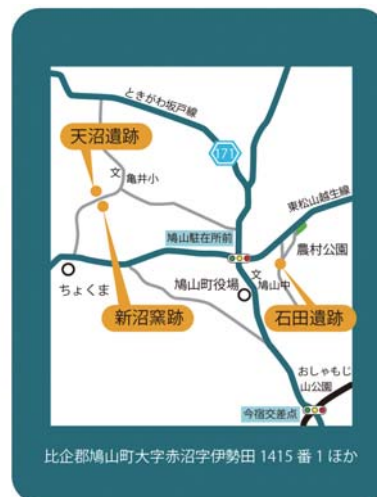 ときがわ坂戸線
天沼遺跡
171
文
亀井小
東松山越生線
鳩山駐在所前
農村公園
文
鳩山中
ちょくま
鳩山町役場
新沼窯跡
石田遺跡
おしゃもじ
山公園
今宿交差点
比企郡鳩山町大字赤沼字伊勢田 1415 番 1 ほか